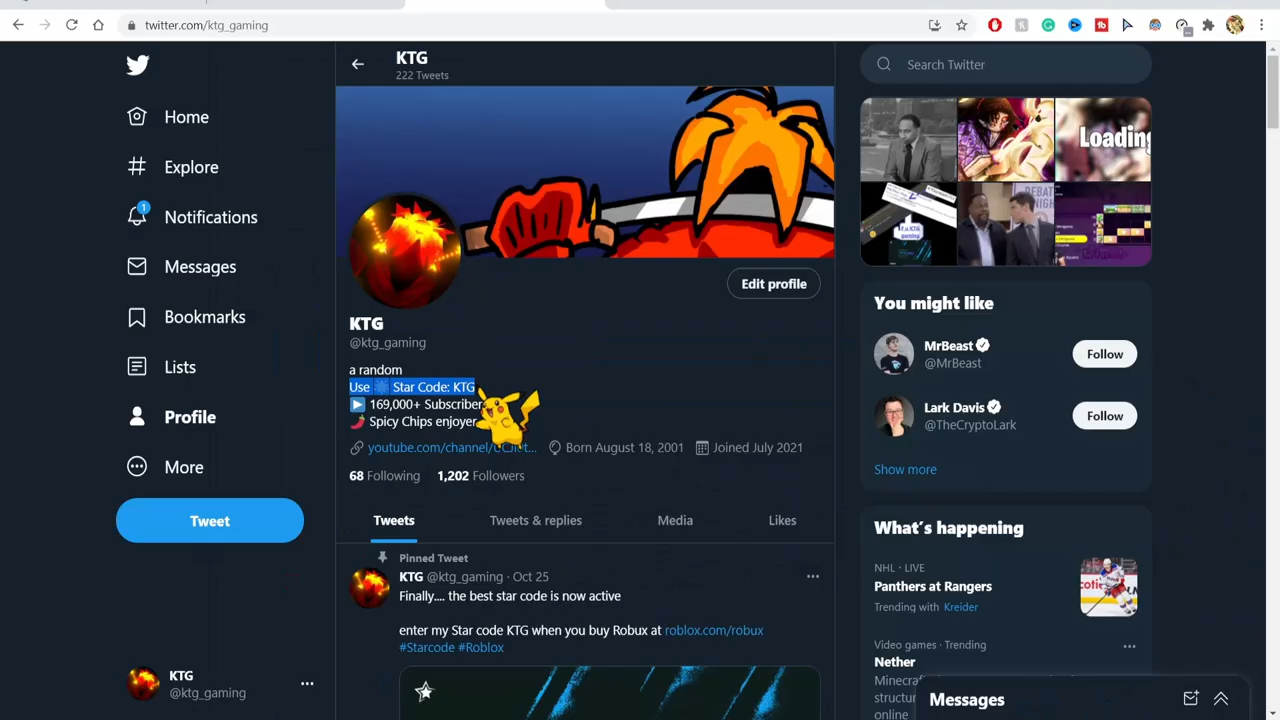 twitter.com/ktg_gaming
KTG
222 Tweets
Search Twitter
Home
Explore
1
Notifications
Messages
Bookmarks
Lists
Profile
More
Tweet
KTG
@ktg_gaming
Edit profile
KTG
@ktg_gaming
a random
Use Star Code: KTG
169,000+ Subscriber
Spicy Chips enjoyer
youtube.com/channel/
Born August 18, 2001
Joined July 2021
68 Following
1,202 Followers
Tweets
Tweets & replies
Media
Likes
Pinned Tweet
KTG @ktg_gaming · Oct 25
Finally.... the best star code is now active
enter my Star code KTG when you buy Robux at roblox.com/robux
#Starcode #Roblox
Loading
You might like
MrBeast
@MrBeast
Follow
Lark Davis
@TheCryptoLark
Follow
Show more
What's happening
NHL · LIVE
Panthers at Rangers
Trending with Kreider
Video games · Trending
Nether
online
Messages